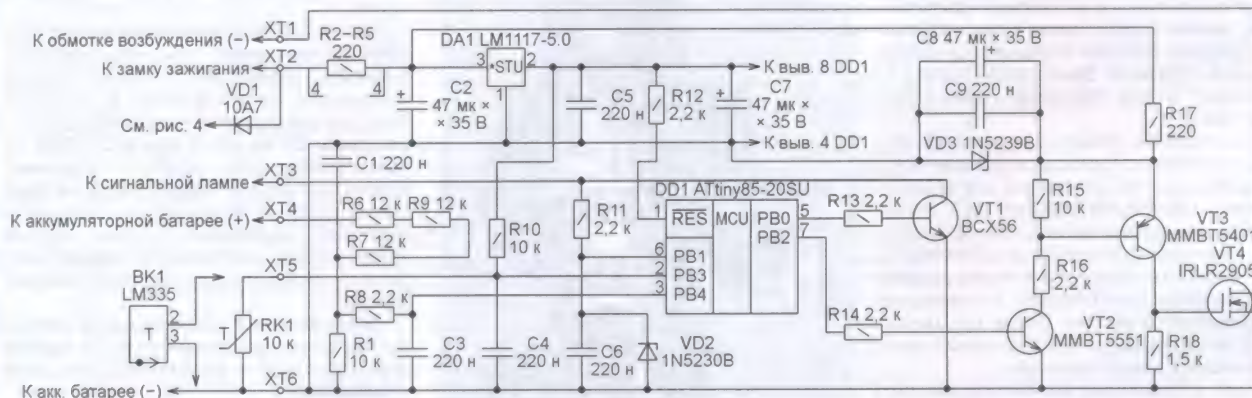 К обмотке возбуждения (−)
XT1
К замку зажигания
XT2
R2–R5
220
4
4
VD1
10А7
См. рис. 4
DA1 LM1117-5.0
3
*STU
2
1
C2
47 мк ×
× 35 В
C5
220 н
R12
2,2 к
К выв. 8 DD1
C7
47 мк ×
× 35 В
К выв. 4 DD1
C8 47 мк × 35 В
C9 220 н
VD3 1N5239B
R17
220
C1 220 н
К сигнальной лампе
XT3
К аккумуляторной батарее (+)
XT4
R6 12 к
R9 12 к
R7 12 к
R10
10 к
R11
2,2 к
DD1 ATtiny85-20SU
1
RES
MCU
PB0
5
PB2
7
6
PB1
2
PB3
3
PB4
R13 2,2 к
VT1
BCX56
R14 2,2 к
R15
10 к
R16
2,2 к
VT2
MMBT5551
VT3
MMBT5401
VT4
IRLR2905
R18
1,5 к
XT5
BK1
LM335
2
3
T
T
RK1
10 к
R8 2,2 к
R1
10 к
C3
220 н
C4
220 н
C6
220 н
VD2
1N5230B
К акк. батарее (−)
XT6